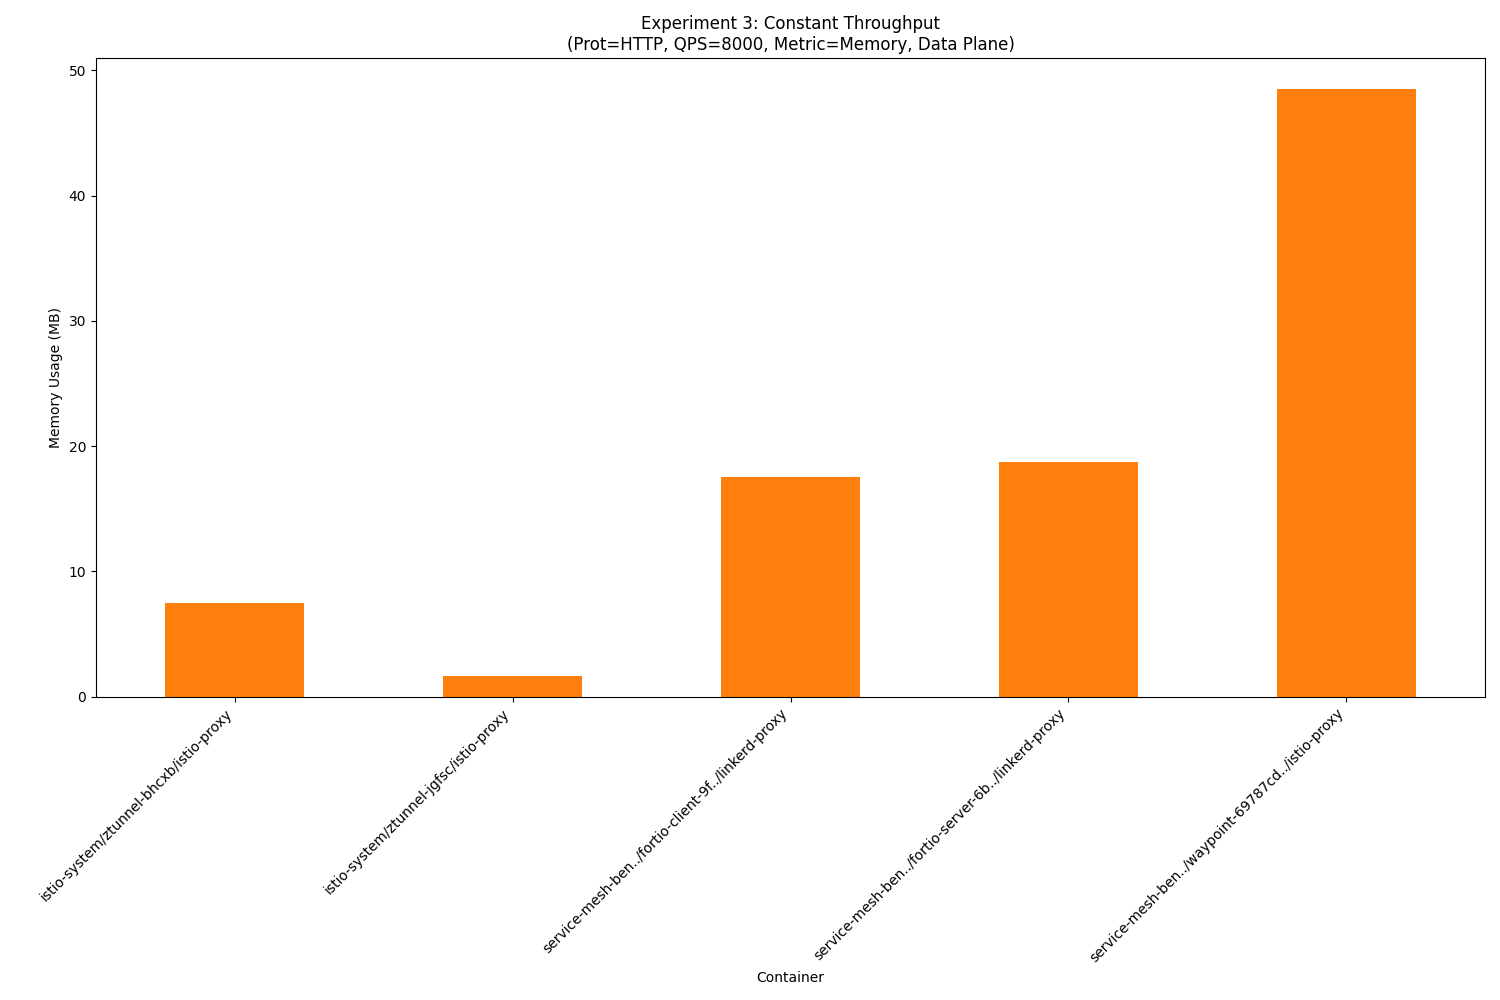 Experiment 3: Constant Throughput
(Prot=HTTP, QPS=8000, Metric=Memory, Data Plane)
50
40
30
20
10
0
Memory Usage (MB)
istio-system/ztunnel-bhcxb/istio-proxy
istio-system/ztunnel-jgfsc/istio-proxy
service-mesh-ben../fortio-client-9f../linkerd-proxy
service-mesh-ben../fortio-server-6b../linkerd-proxy
service-mesh-ben../waypoint-69787cd../istio-proxy
Container